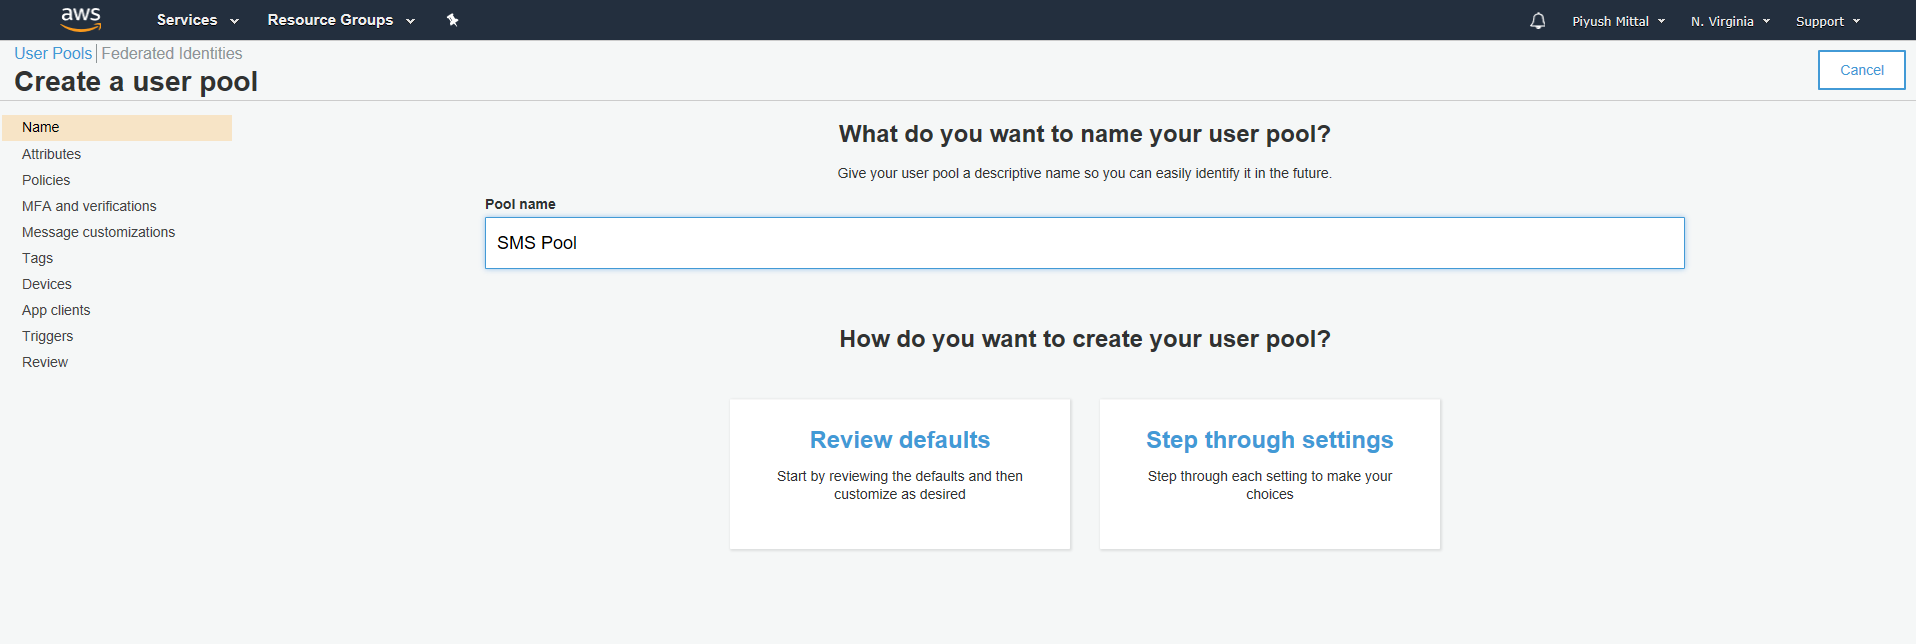 aws Services Resource Groups Piyush Mittal N. Virginia Support
User Pools Federated Identities
Create a user pool
Cancel
Name
Attributes
Policies
MFA and verifications
Message customizations
Tags
Devices
App clients
Triggers
Review
What do you want to name your user pool?
Give your user pool a descriptive name so you can easily identify it in the future.
Pool name
SMS Pool
How do you want to create your user pool?
Review defaults
Start by reviewing the defaults and then
customize as desired
Step through settings
Step through each setting to make your
choices